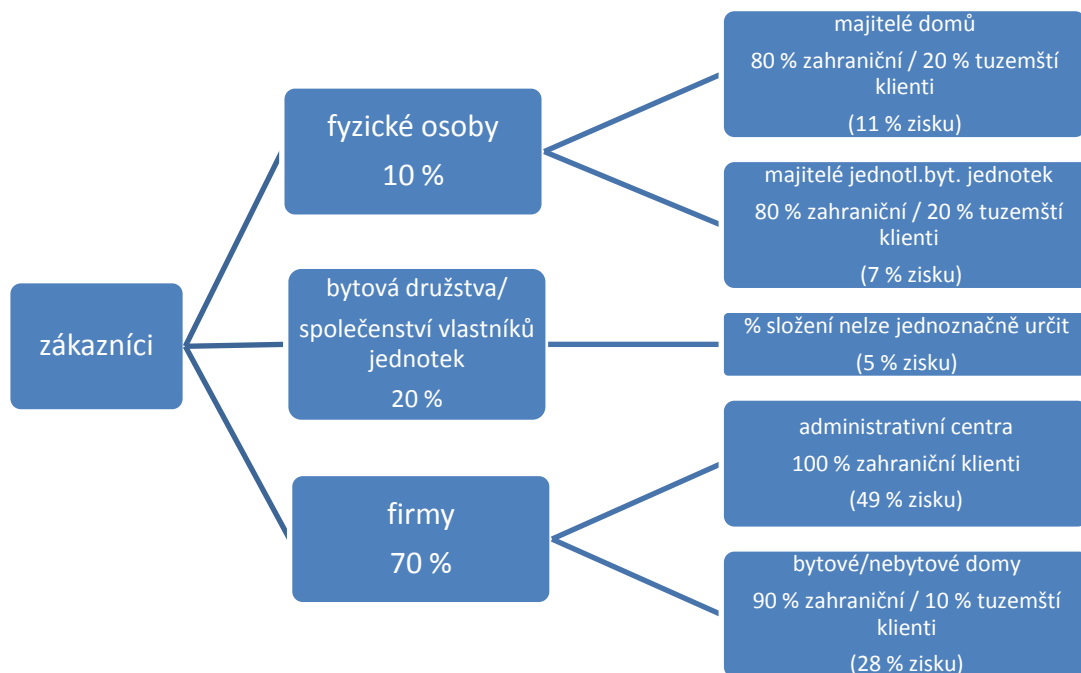 zákazníci
fyzické osoby
10 %
majitelé domů
80 % zahraniční / 20 % tuzemští
klienti
(11 % zisku)
majitelé jednotl.byt. jednotek
80 % zahraniční / 20 % tuzemští
klienti
(7 % zisku)
bytová družstva/
společenství vlastníků
jednotek
20 %
% složení nelze jednoznačně určit
(5 % zisku)
firmy
70 %
administrativní centra
100 % zahraniční klienti
(49 % zisku)
bytové/nebytové domy
90 % zahraniční / 10 % tuzemští
klienti
(28 % zisku)